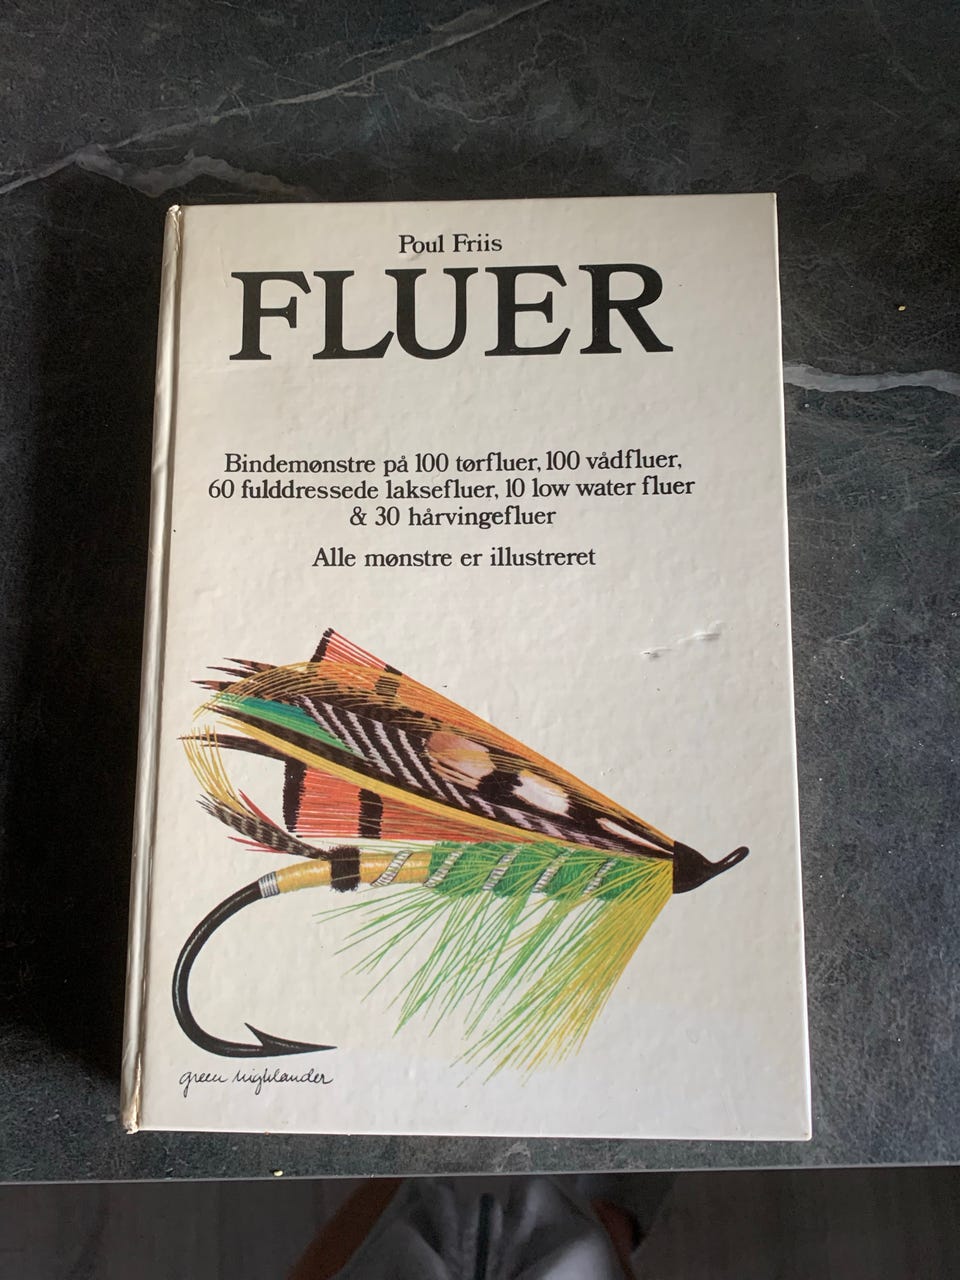 Poul Friis
FLUER
Bindemønstre på 100 tørfluer, 100 vådfluer,
60 fulddressede laksefluer, 10 low water fluer
& 30 hårvingefluer
Alle mønstre er illustreret
green highlander